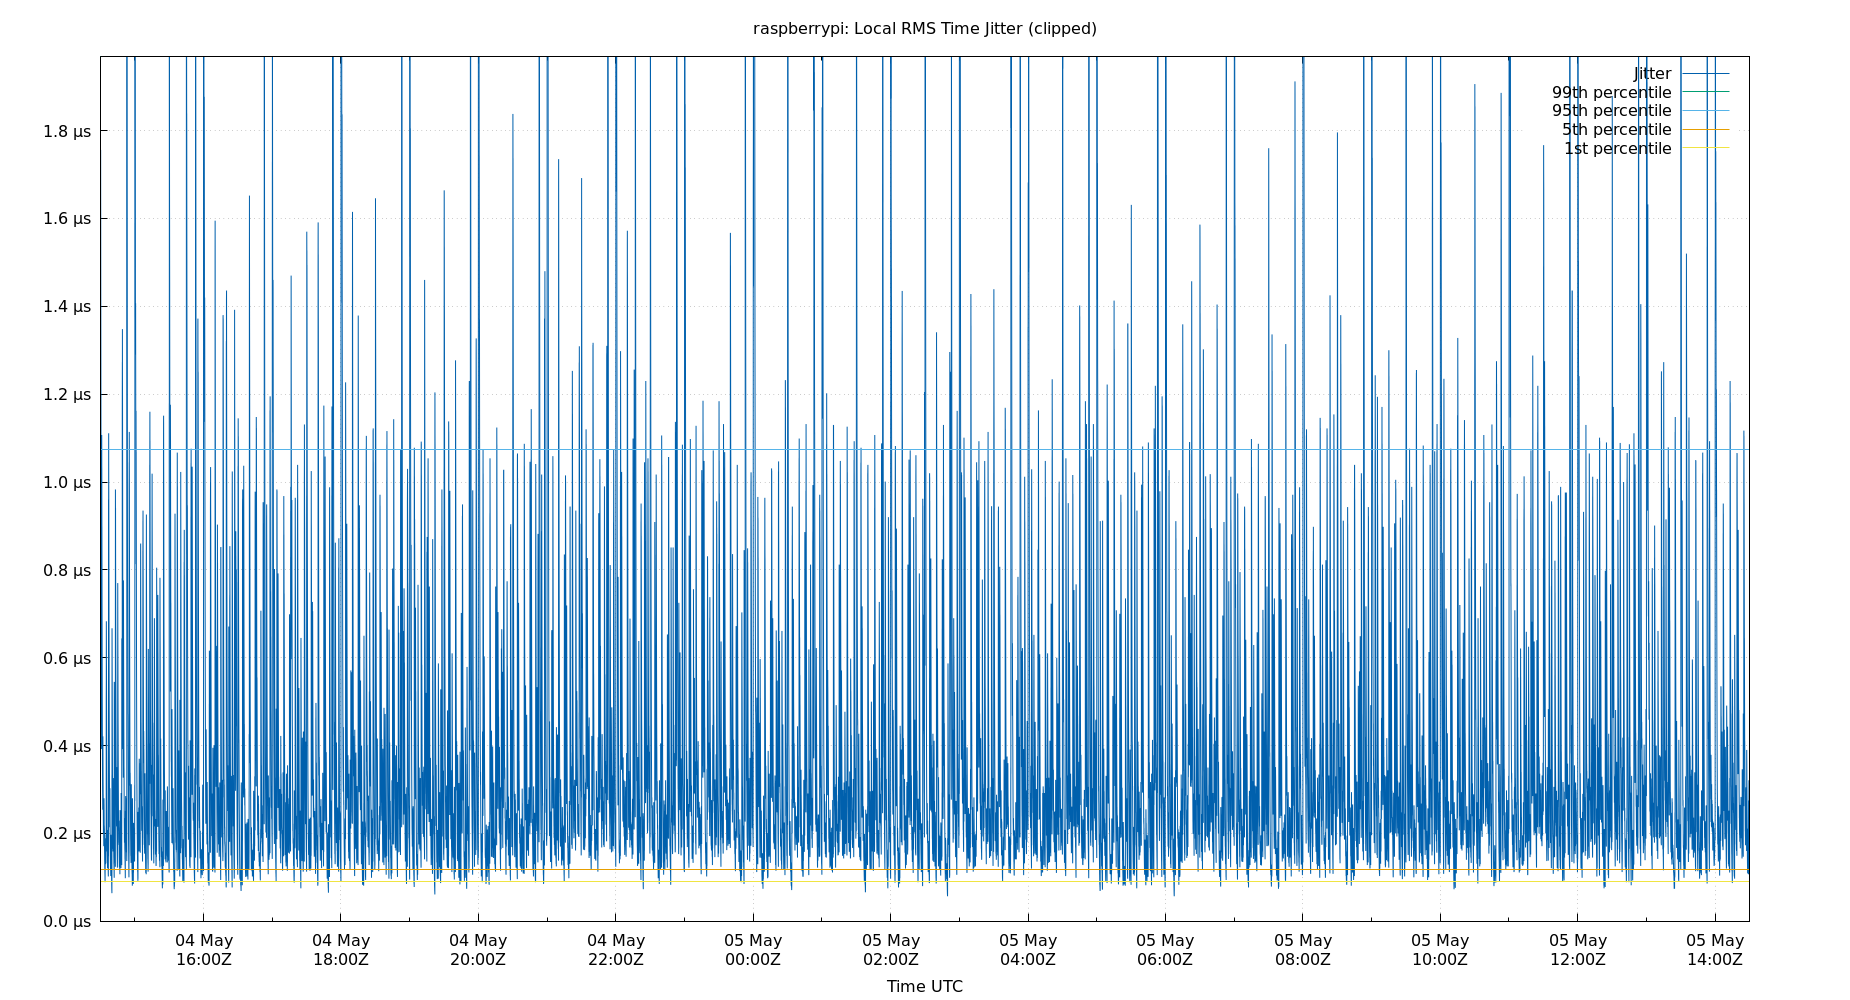 raspberrypi: Local RMS Time Jitter (clipped)
Jitter
99th percentile
95th percentile
5th percentile
1st percentile
1.8 µs
1.6 µs
1.4 µs
1.2 µs
1.0 µs
0.8 µs
0.6 µs
0.4 µs
0.2 µs
0.0 µs
04 May 04 May 04 May 04 May 05 May 05 May 05 May 05 May 05 May 05 May 05 May 05 May
16:00Z 18:00Z 20:00Z 22:00Z 00:00Z 02:00Z 04:00Z 06:00Z 08:00Z 10:00Z 12:00Z 14:00Z
Time UTC